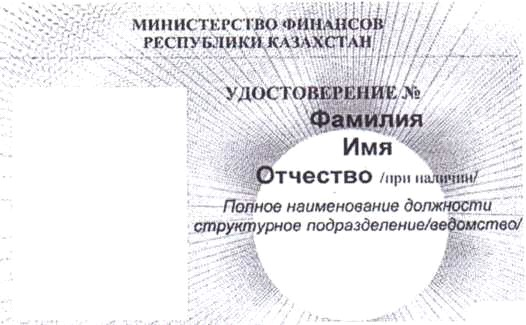 МИНИСТЕРСТВО ФИНАНСОВ
РЕСПУБЛИКИ КАЗАХСТАН
УДОСТОВЕРЕНИЕ №
Фамилия
Имя
Отчество /при наличии/
Полное наименование должности
структурное подразделение/ведомство/